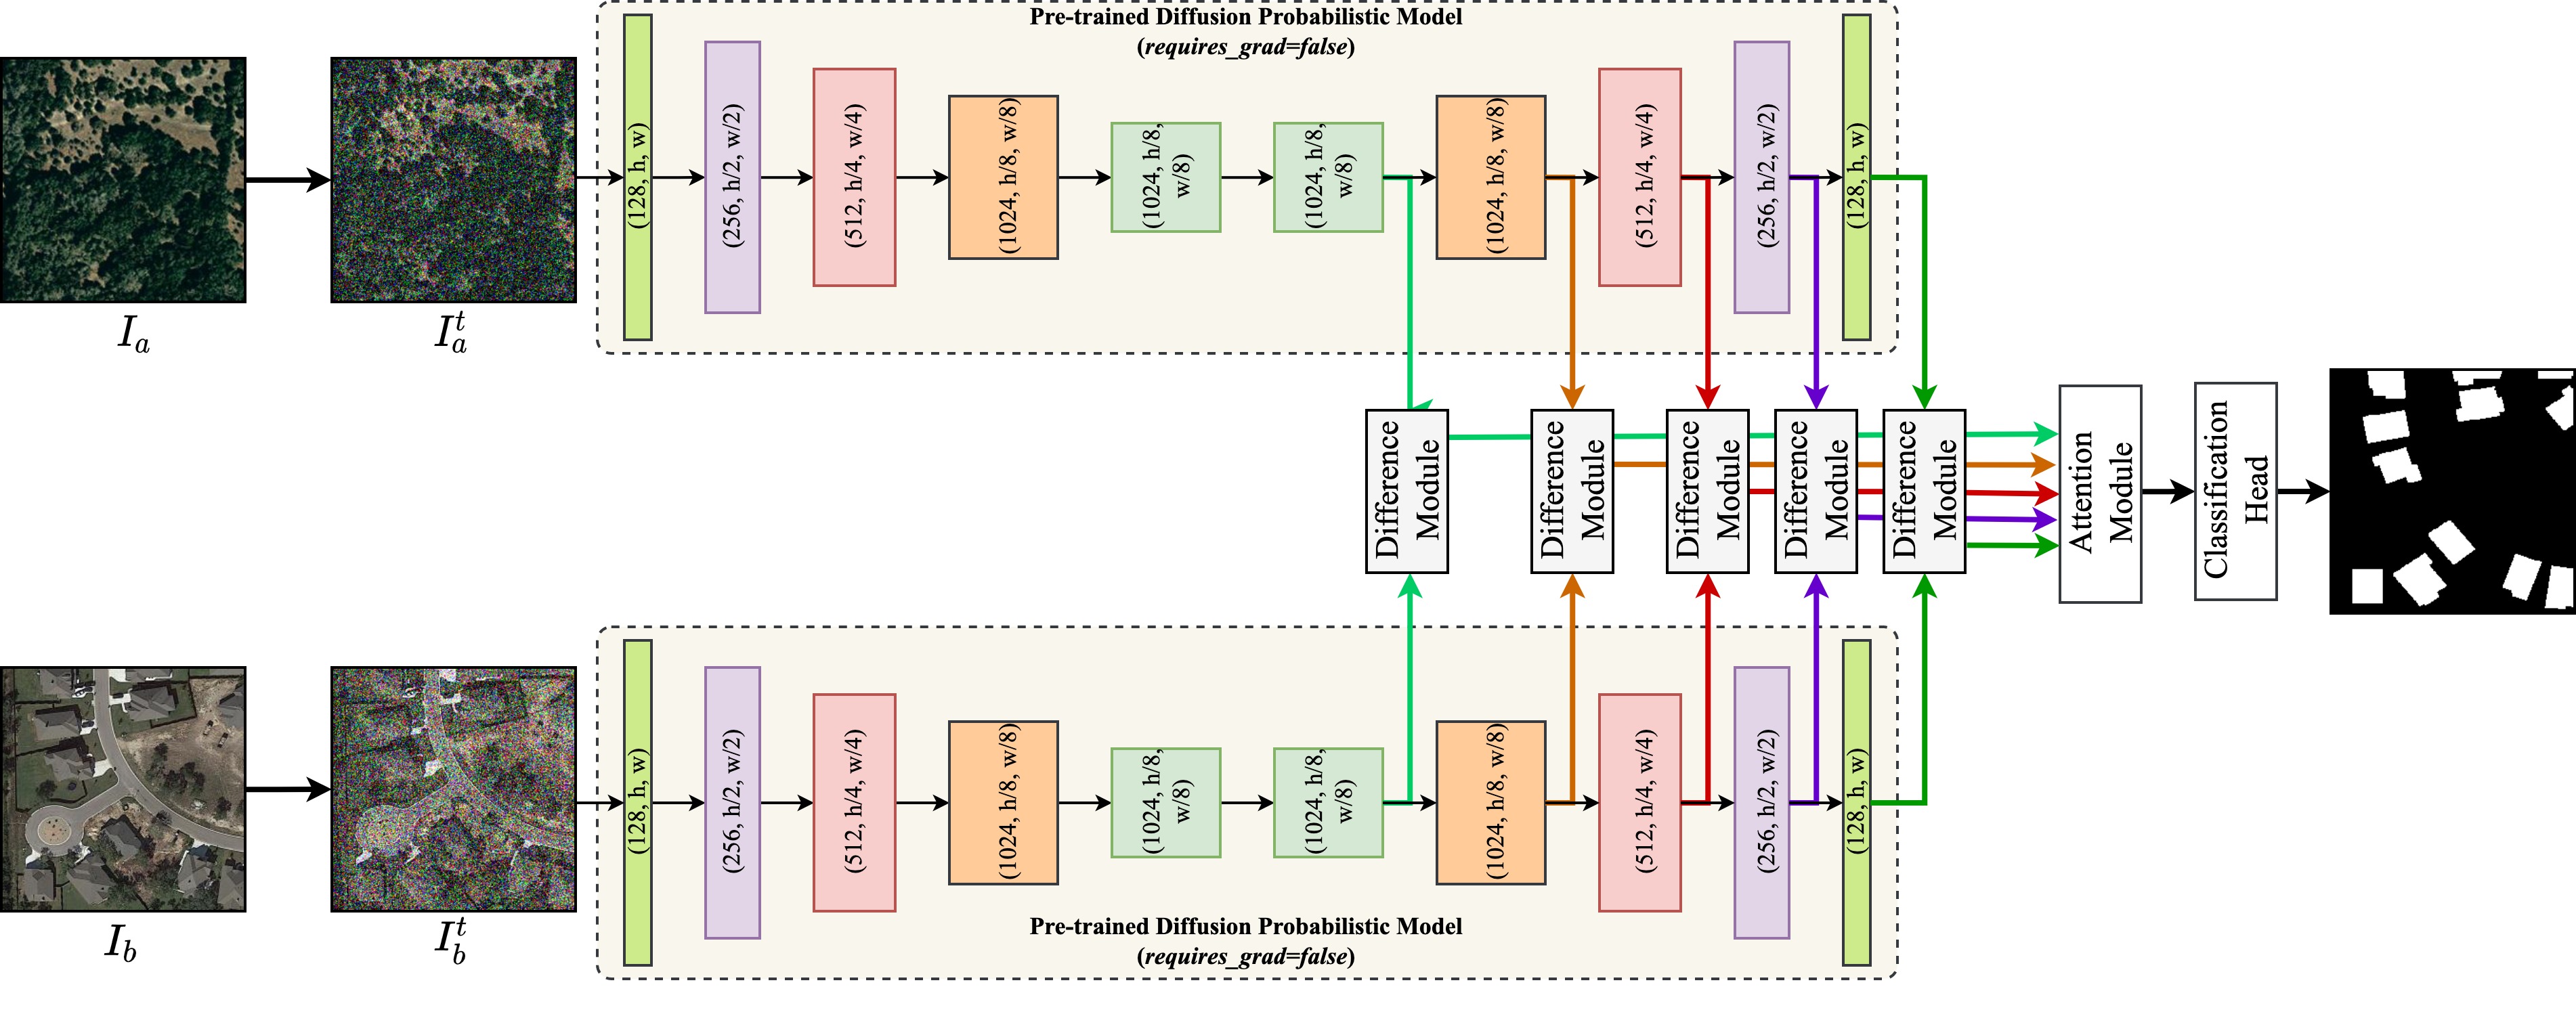 Pre-trained Diffusion Probabilistic Model
(requires_grad=false)
(128, h, w)
(256, h/2, w/2)
(512, h/4, w/4)
(1024, h/8, w/8)
(1024, h/8,
w/8)
(1024, h/8,
w/8)
(1024, h/8, w/8)
(512, h/4, w/4)
(256, h/2, w/2)
(128, h, w)
I_a
I_a^t
Difference
Module
Difference
Module
Difference
Module
Difference
Module
Difference
Module
Attention
Module
Classification
Head
(128, h, w)
(256, h/2, w/2)
(512, h/4, w/4)
(1024, h/8, w/8)
(1024, h/8,
w/8)
(1024, h/8,
w/8)
(1024, h/8, w/8)
(512, h/4, w/4)
(256, h/2, w/2)
(128, h, w)
I_b
I_b^t
Pre-trained Diffusion Probabilistic Model
(requires_grad=false)